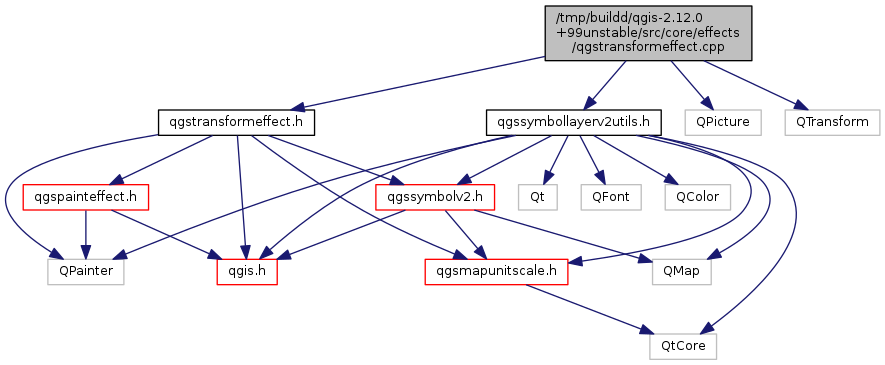 /tmp/buildd/qgis-2.12.0
+99unstable/src/core/effects
/qgstransformeffect.cpp
qgstransformeffect.h
qgssymbollayerv2utils.h
QPicture
QTransform
qgspainteffect.h
qgssymbolv2.h
Qt
QFont
QColor
QPainter
qgis.h
qgsmapunitscale.h
QMap
QtCore